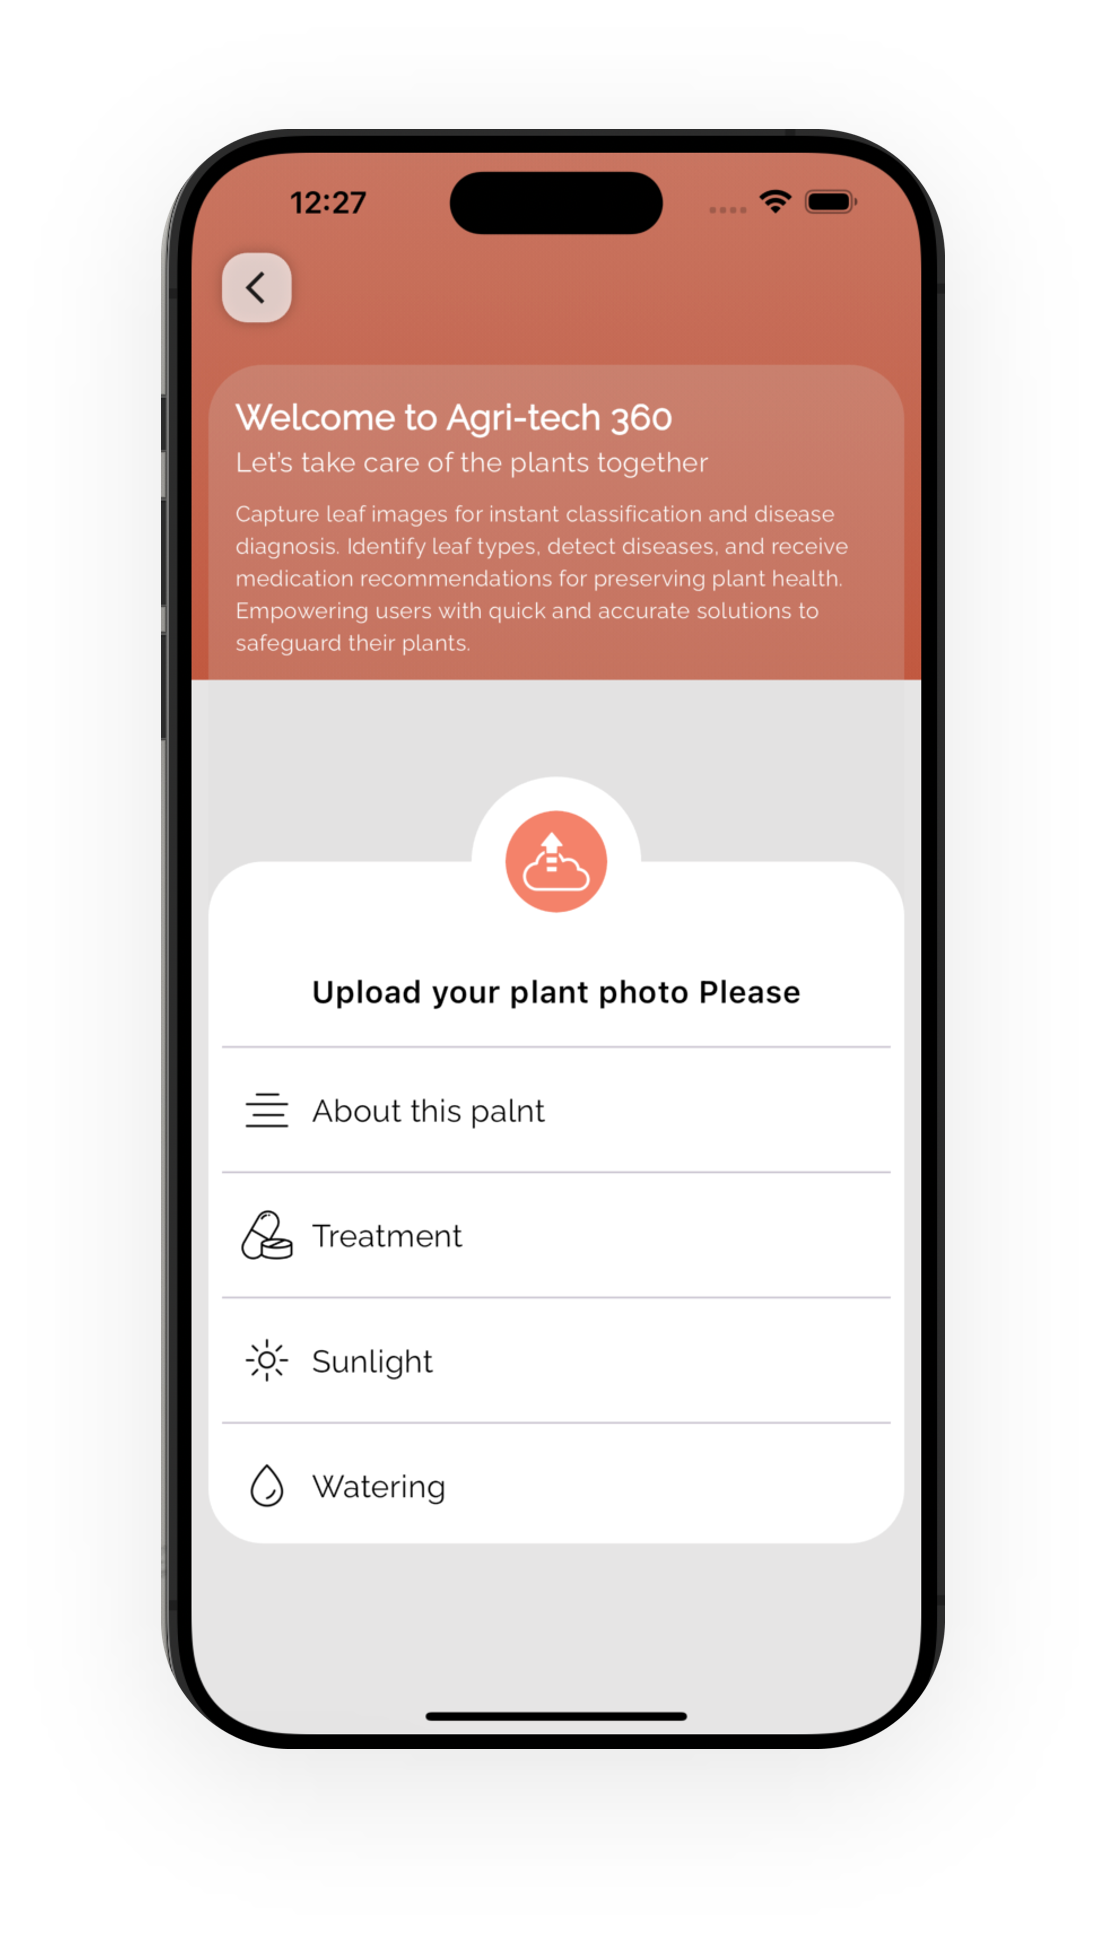 12:27
Welcome to Agri-tech 360
Let's take care of the plants together
Capture leaf images for instant classification and disease
diagnosis. Identify leaf types, detect diseases, and receive
medication recommendations for preserving plant health.
Empowering users with quick and accurate solutions to
safeguard their plants.
Upload your plant photo Please
About this palnt
Treatment
Sunlight
Watering